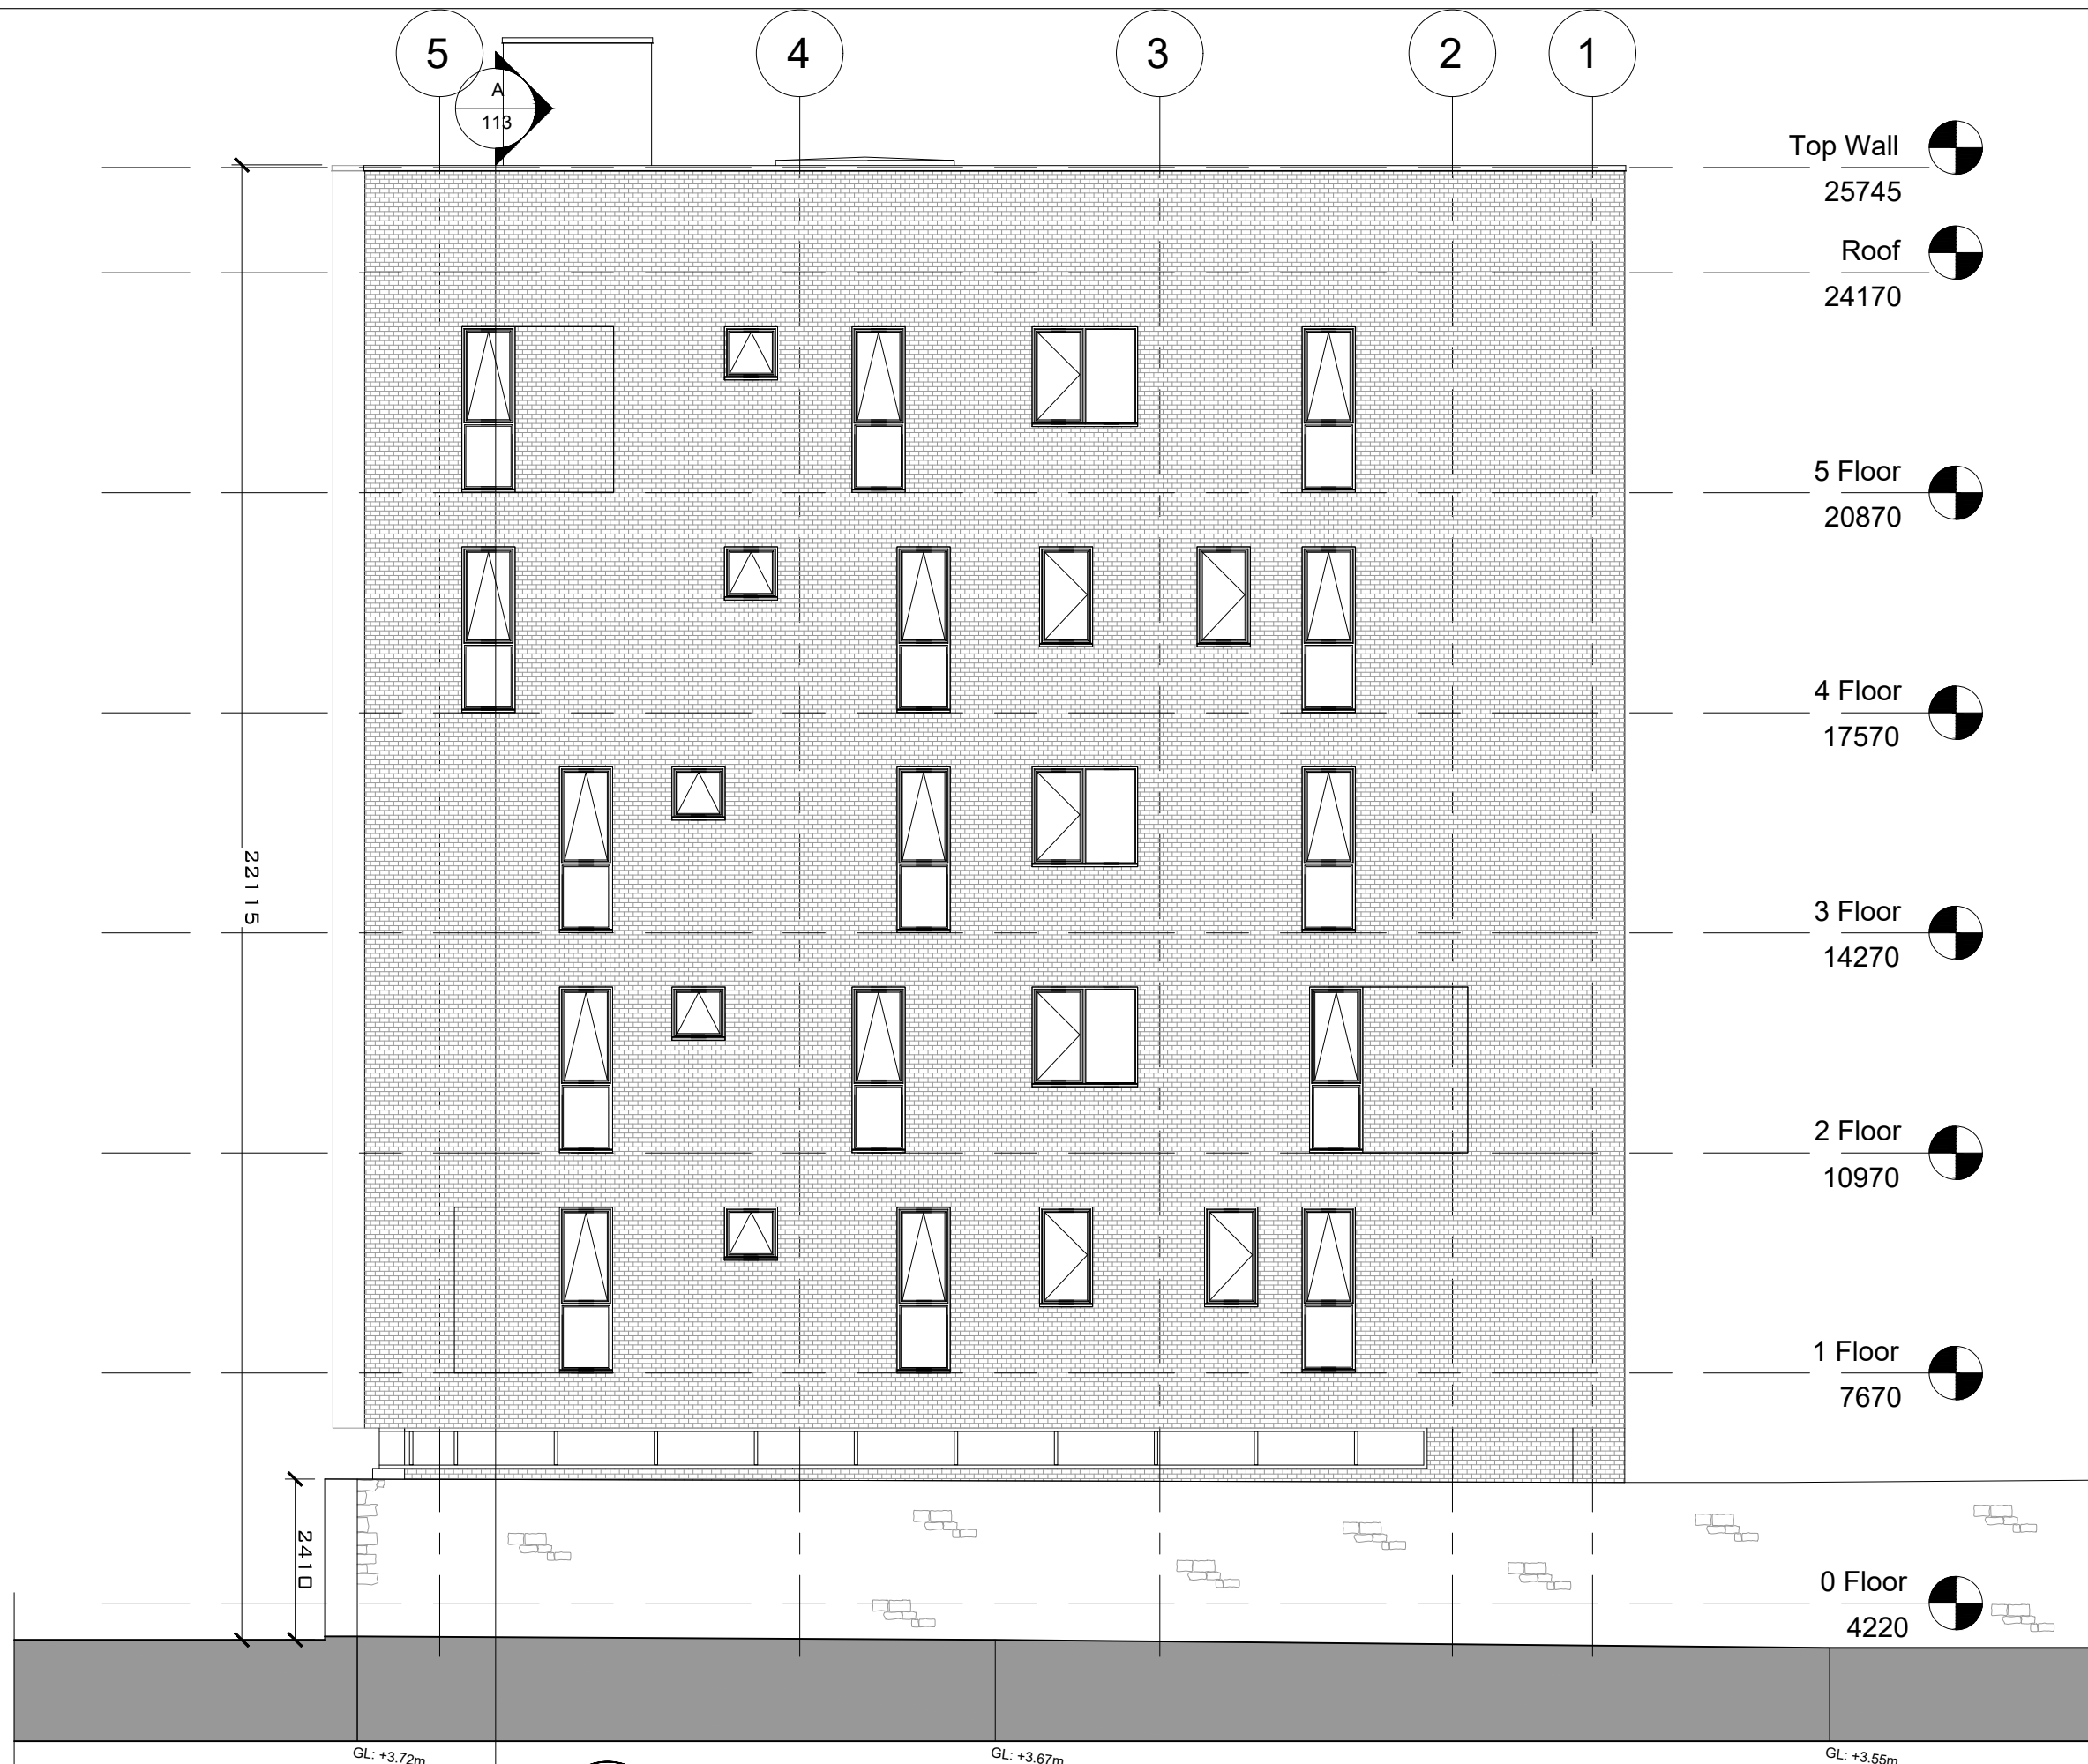 5
4
3
2
1
A
113
Top Wall
25745
Roof
24170
5 Floor
20870
4 Floor
17570
22115
3 Floor
14270
2 Floor
10970
1 Floor
7670
2410
0 Floor
4220
GL: +3.72m
GL: +3.67m
GL: +3.55m